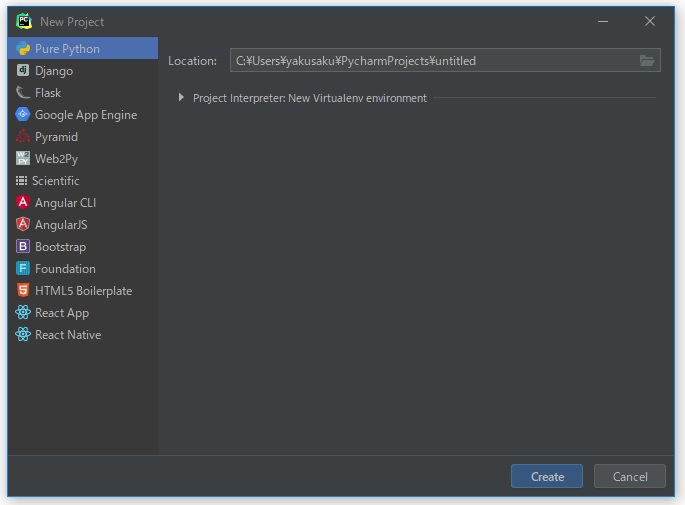 New Project
Pure Python
Django
Flask
Google App Engine
Pyramid
Web2Py
Scientific
Angular CLI
AngularJS
Bootstrap
Foundation
HTML5 Boilerplate
React App
React Native
Location: C:¥Users¥yakusaku¥PycharmProjects¥untitled
Project Interpreter: New Virtualenv environment
Create Cancel